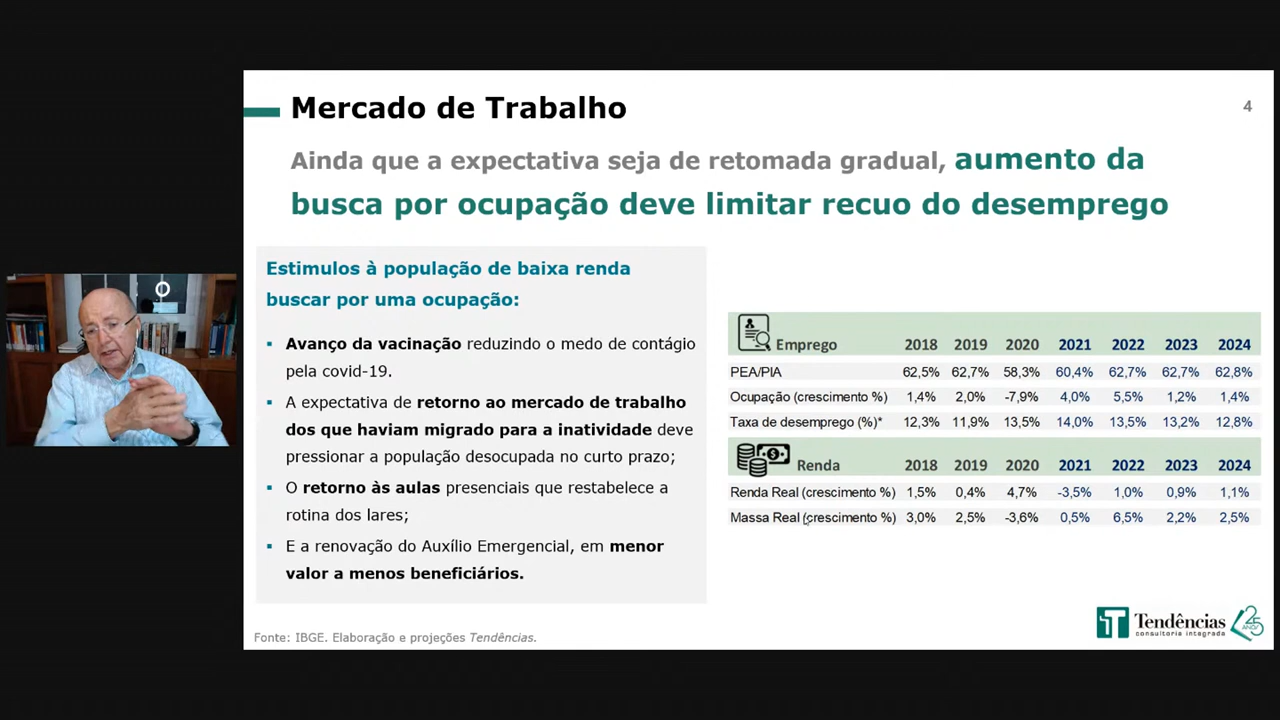 Mercado de Trabalho
4
Ainda que a expectativa seja de retomada gradual, aumento da
busca por ocupação deve limitar recuo do desemprego
Estimulos à população de baixa renda
buscar por uma ocupação:
▪ Avanço da vacinação reduzindo o medo de contágio
pela covid-19.
▪ A expectativa de retorno ao mercado de trabalho
dos que haviam migrado para a inatividade deve
pressionar a população desocupada no curto prazo;
▪ O retorno às aulas presenciais que restabelece a
rotina dos lares;
▪ E a renovação do Auxílio Emergencial, em menor
valor a menos beneficiários.
Emprego 2018 2019 2020 2021 2022 2023 2024
PEA/PIA 62,5% 62,7% 58,3% 60,4% 62,7% 62,7% 62,8%
Ocupação (crescimento %) 1,4% 2,0% -7,9% 4,0% 5,5% 1,2% 1,4%
Taxa de desemprego (%)* 12,3% 11,9% 13,5% 14,0% 13,5% 13,2% 12,8%
Renda 2018 2019 2020 2021 2022 2023 2024
Renda Real (crescimento %) 1,5% 0,4% 4,7% -3,5% 1,0% 0,9% 1,1%
Massa Real (crescimento %) 3,0% 2,5% -3,6% 0,5% 6,5% 2,2% 2,5%
Fonte: IBGE. Elaboração e projeções Tendências.
Tendências
consultoria integrada
25
ANOS